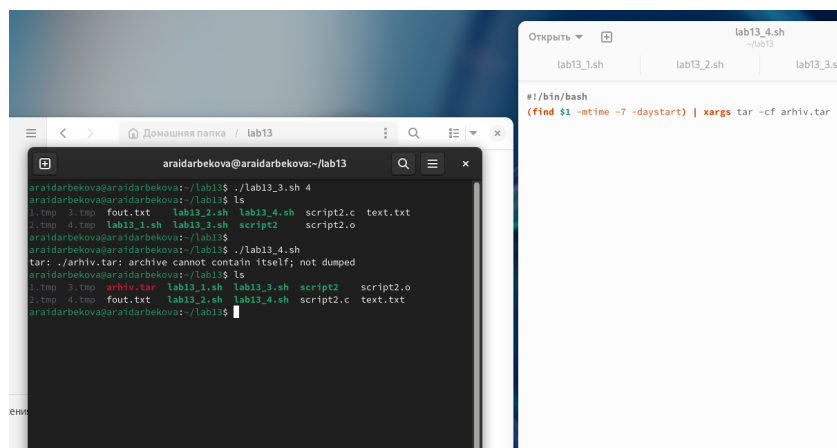 Открыть
lab13_4.sh
~/lab13
lab13_1.sh
lab13_2.sh
lab13_3.s
#!/bin/bash
(find $1 -mtime -7 -daystart) | xargs tar -cf arhiv.tar
Домашняя папка / lab13
araidarbekova@araidarbekova:~/lab13
araidarbekova@araidarbekova:~/lab13$ ./lab13_3.sh 4
araidarbekova@araidarbekova:~/lab13$ ls
1.tmp 3.tmp fout.txt lab13_2.sh lab13_4.sh script2.c text.txt
2.tmp 4.tmp lab13_1.sh lab13_3.sh script2 script2.o
araidarbekova@araidarbekova:~/lab13$
araidarbekova@araidarbekova:~/lab13$ ./lab13_4.sh
tar: ./arhiv.tar: archive cannot contain itself; not dumped
araidarbekova@araidarbekova:~/lab13$ ls
1.tmp 3.tmp arhiv.tar lab13_1.sh lab13_3.sh script2 script2.o
2.tmp 4.tmp fout.txt lab13_2.sh lab13_4.sh script2.c text.txt
araidarbekova@araidarbekova:~/lab13$